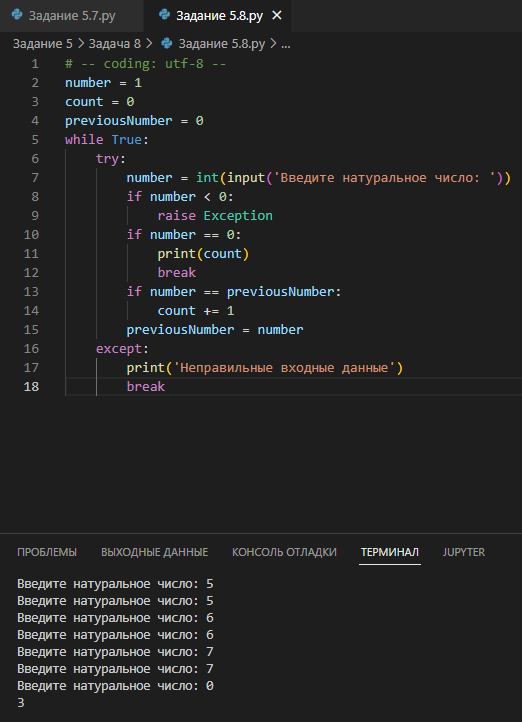 Задание 5.7.py Задание 5.8.py ×
Задание 5 > Задача 8 > Задание 5.8.py > ...
1 # -- coding: utf-8 --
2 number = 1
3 count = 0
4 previousNumber = 0
5 while True:
6     try:
7         number = int(input('Введите натуральное число: '))
8         if number < 0:
9             raise Exception
10         if number == 0:
11             print(count)
12             break
13         if number == previousNumber:
14             count += 1
15         previousNumber = number
16     except:
17         print('Неправильные входные данные')
18         break
ПРОБЛЕМЫ ВЫХОДНЫЕ ДАННЫЕ КОНСОЛЬ ОТЛАДКИ ТЕРМИНАЛ JUPYTER
Введите натуральное число: 5
Введите натуральное число: 5
Введите натуральное число: 6
Введите натуральное число: 6
Введите натуральное число: 7
Введите натуральное число: 7
Введите натуральное число: 0
3